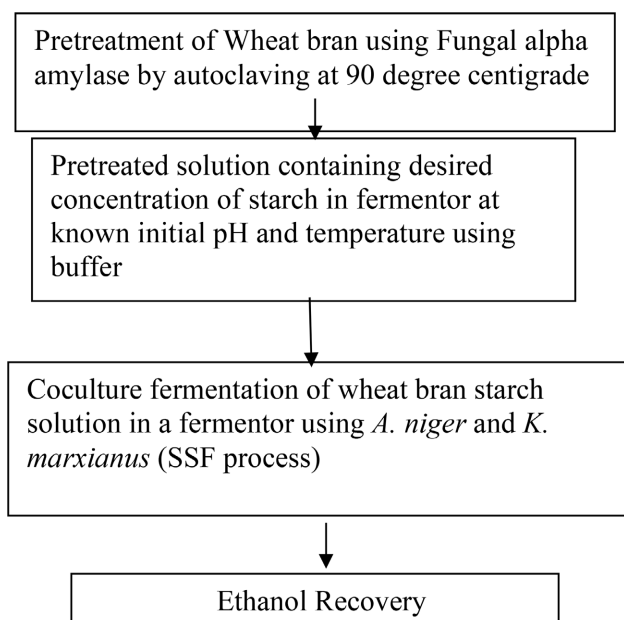 Pretreatment of Wheat bran using Fungal alpha
amylase by autoclaving at 90 degree centigrade
Pretreated solution containing desired
concentration of starch in fermentor at
known initial pH and temperature using
buffer
Coculture fermentation of wheat bran starch
solution in a fermentor using A. niger and K.
marxianus (SSF process)
Ethanol Recovery